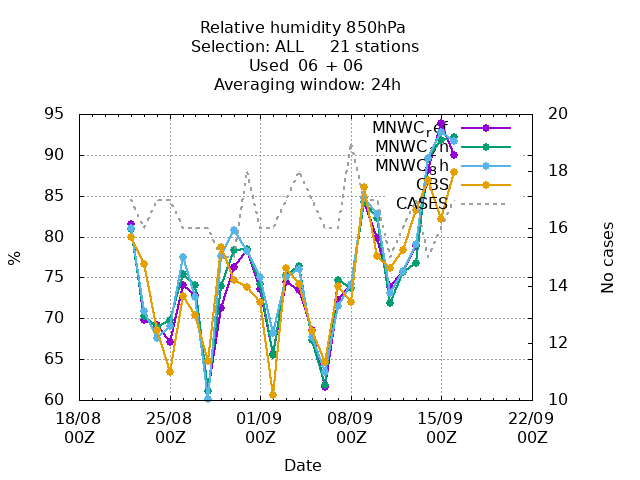 Relative humidity 850hPa
Selection: ALL 21 stations
Used 06 + 06
Averaging window: 24h
95
90
85
80
75
70
65
60
20
18
16
14
12
10
%
No cases
MNWCref
OBS
CASES
18/08 25/08 01/09 08/09 15/09 22/09
00Z 00Z 00Z 00Z 00Z 00Z
Date